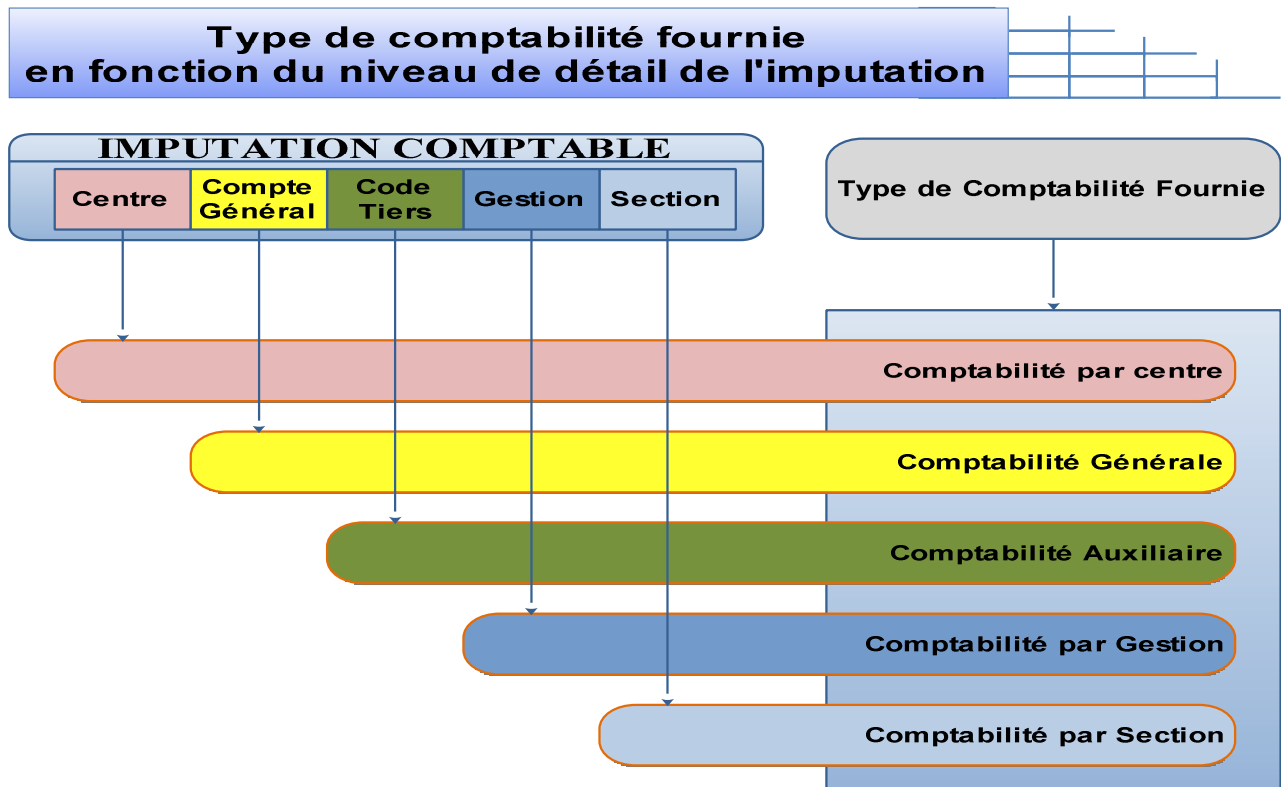 Type de comptabilité fournie
en fonction du niveau de détail de l'imputation
IMPUTATION COMPTABLE
Centre
Compte
Général
Code
Tiers
Gestion
Section
Type de Comptabilité Fournie
Comptabilité par centre
Comptabilité Générale
Comptabilité Auxiliaire
Comptabilité par Gestion
Comptabilité par Section